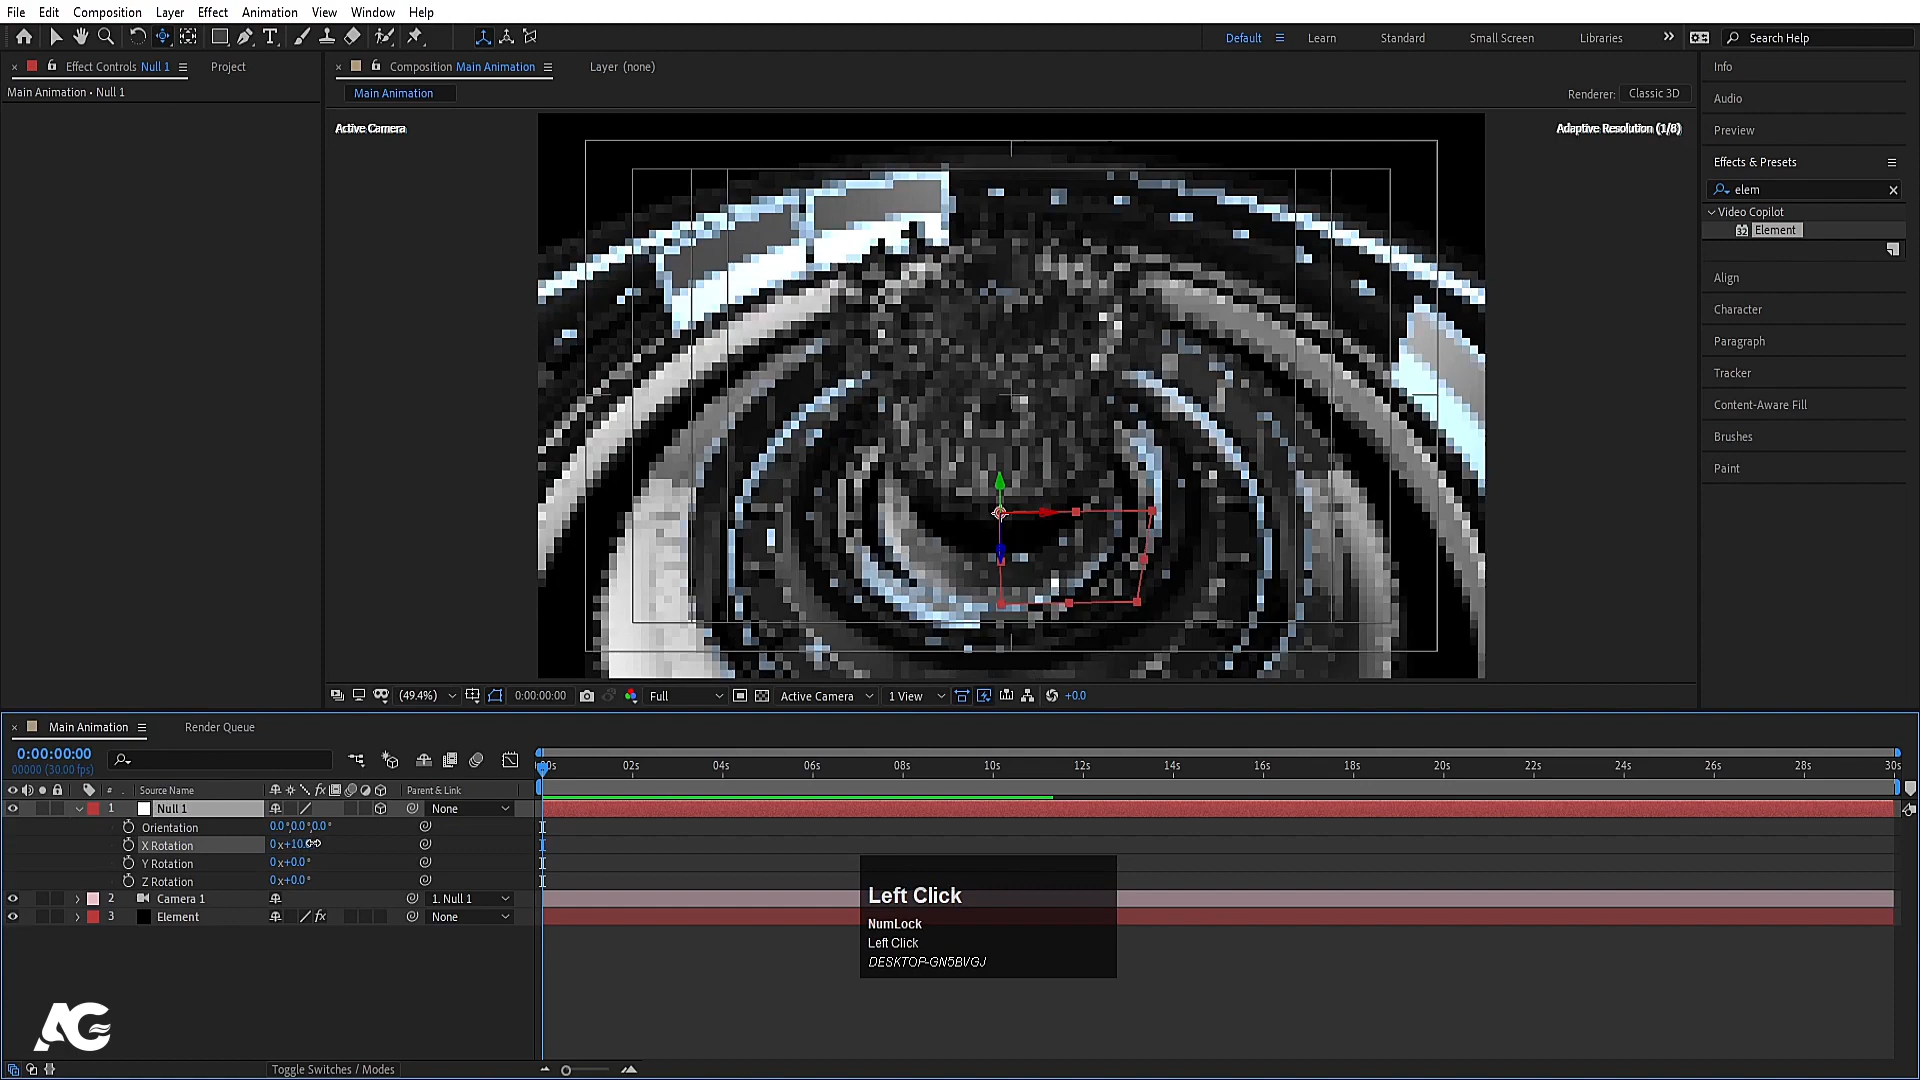 File Edit Composition Layer Effect Animation View Window Help
Default Learn Standard Small Screen Libraries Search Help
Effect Controls Null 1 Project
Composition Main Animation Layer (none)
Main Animation • Null 1
Main Animation
Renderer: Classic 3D
Active Camera
Adaptive Resolution (1/8)
Info
Audio
Preview
Effects & Presets
elem
Video Copilot
Element
Align
Character
Paragraph
Tracker
Content-Aware Fill
Brushes
Paint
(49.4%) 0:00:00:00 Full Active Camera 1 View +0.0
Main Animation Render Queue
0:00:00:00
00000 (30.00 fps)
02s 04s 06s 08s 10s 12s 14s 16s 18s 20s 22s 24s 26s 28s 30s
# Source Name Parent & Link
1 Null 1 None
Orientation 0.0°,0.0°,0.0°
X Rotation 0x+10.
Y Rotation 0x+0.0°
Z Rotation 0x+0.0°
2 Camera 1 1. Null 1
3 Element fx None
Left Click
NumLock
Left Click
DESKTOP-GN5BVGJ
AG
Toggle Switches / Modes